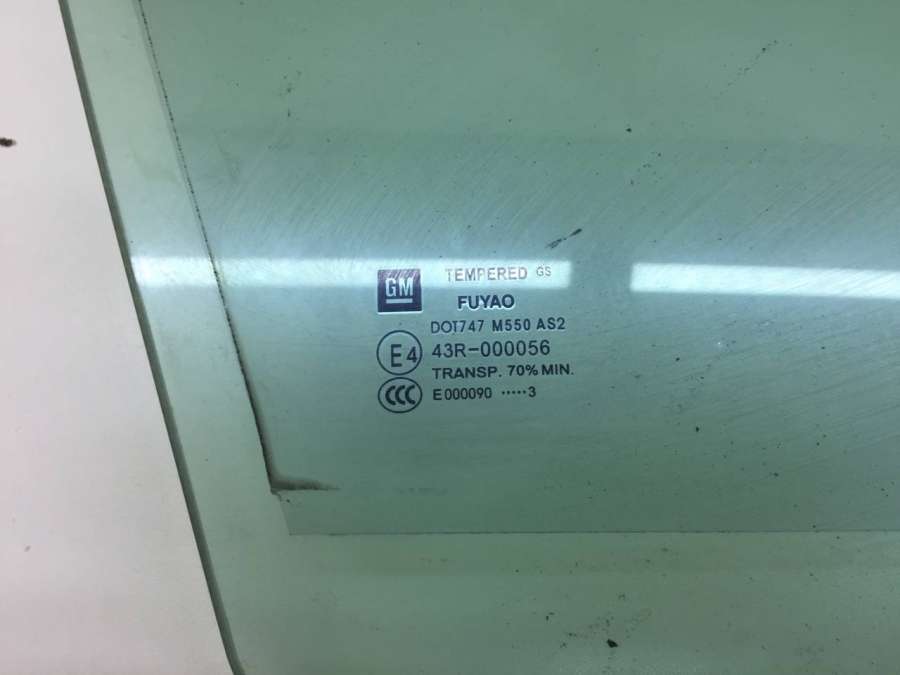 GM TEMPERED GS
FUYAO
DOT747 M550 AS2
E4 43R-000056
TRANSP. 70% MIN.
CCC E000090 ·····3